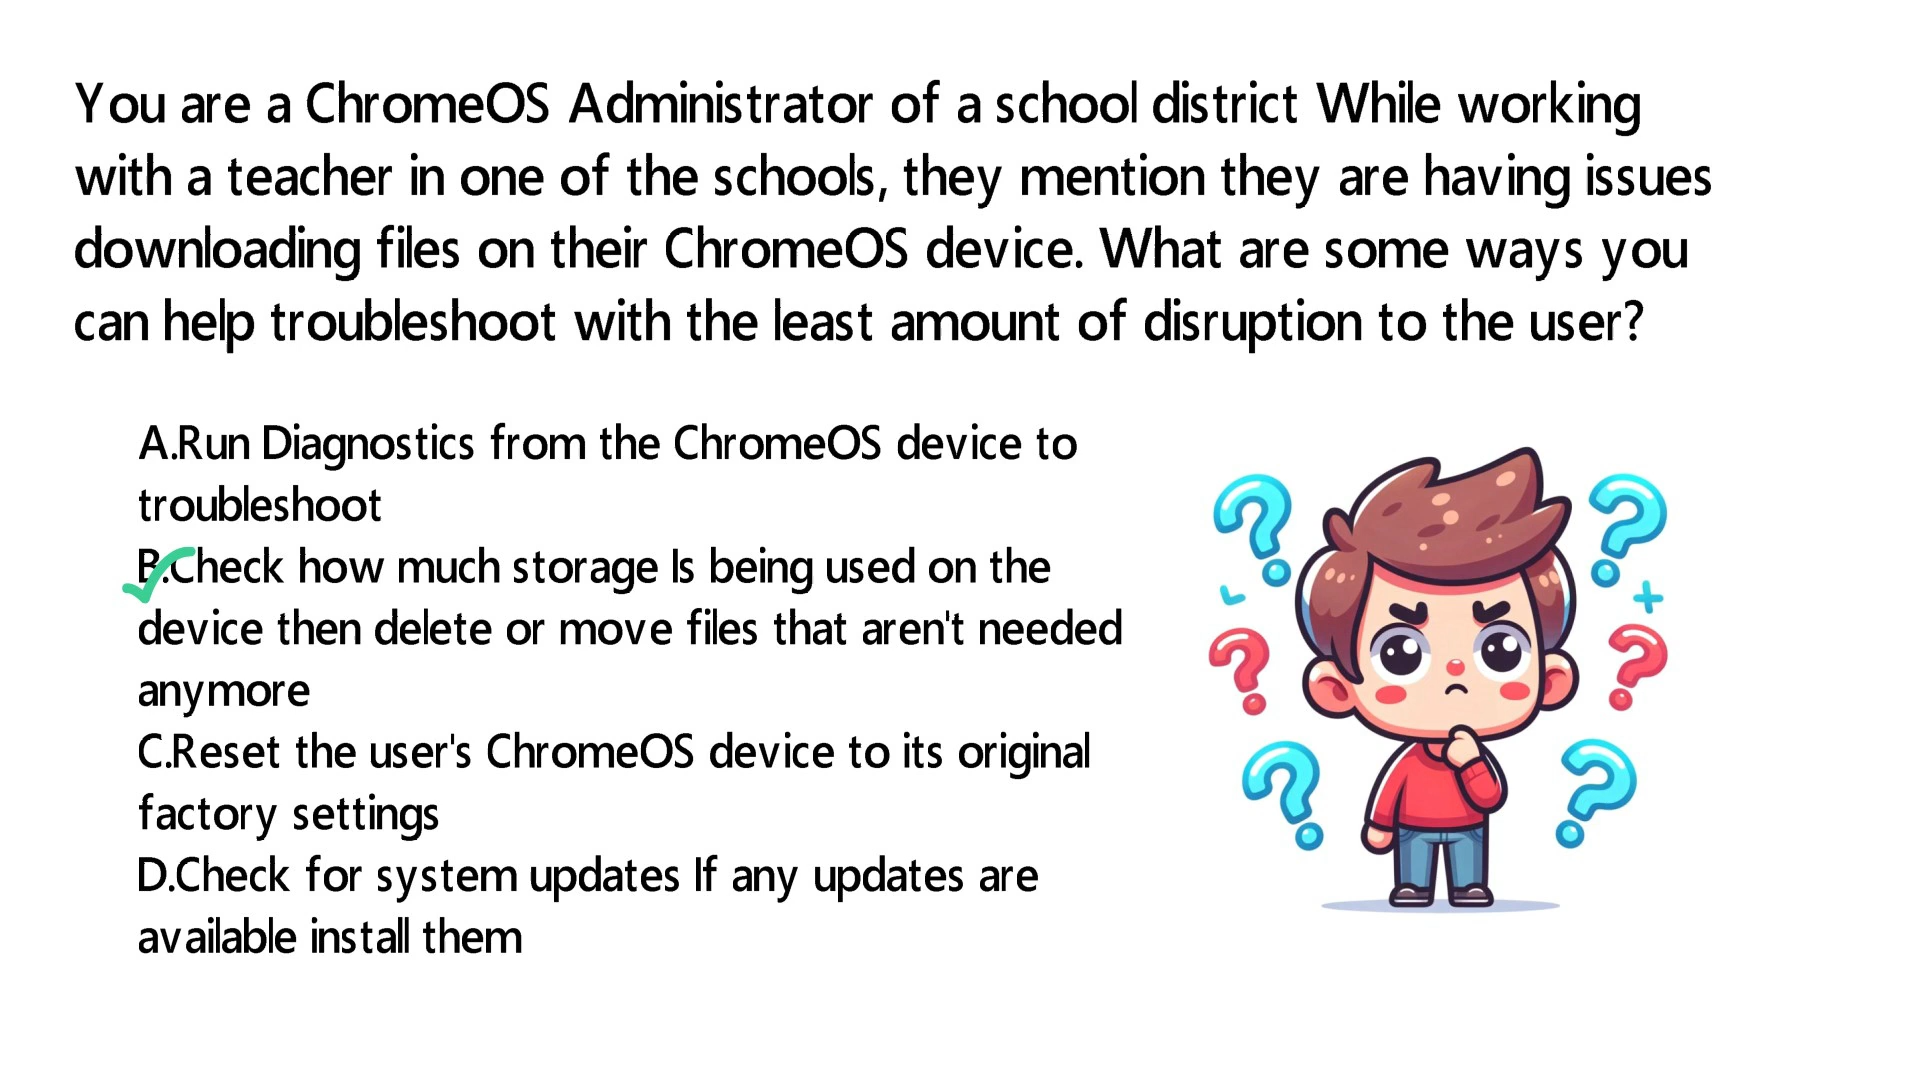 You are a ChromeOS Administrator of a school district While working
with a teacher in one of the schools, they mention they are having issues
downloading files on their ChromeOS device. What are some ways you
can help troubleshoot with the least amount of disruption to the user?
A.Run Diagnostics from the ChromeOS device to
troubleshoot
B.Check how much storage Is being used on the
device then delete or move files that aren't needed
anymore
C.Reset the user's ChromeOS device to its original
factory settings
D.Check for system updates If any updates are
available install them